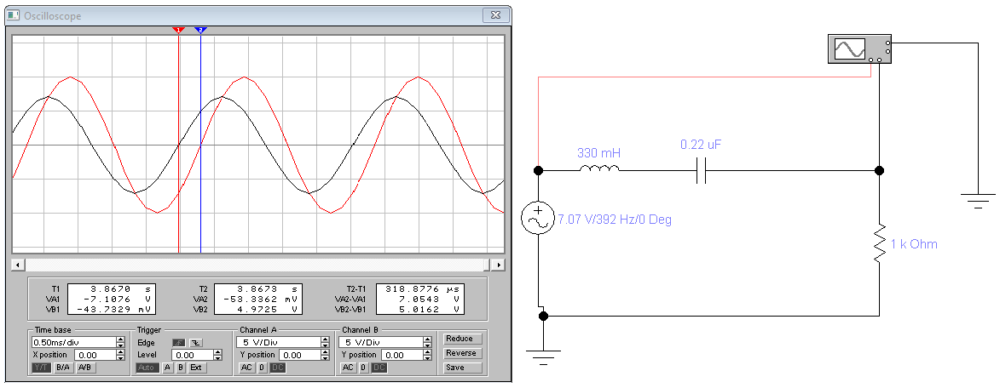 Oscilloscope
1 2
T1 3.8670 s T2 3.8673 s T2-T1 318.8776 µs
VA1 -7.1076 V VA2 -53.3362 mV VA2-VA1 7.0543 V
VB1 -43.7329 mV VB2 4.9725 V VB2-VB1 5.0162 V
Time base Trigger Channel A Channel B Reduce
0.50ms/div Edge 5 V/Div 5 V/Div
X position 0.00 Level 0.00 Y position 0.00 Y position 0.00 Reverse
Y/T B/A A/B Auto A B Ext AC 0 DC AC 0 DC Save
330 mH
0.22 uF
7.07 V/392 Hz/0 Deg
1 k Ohm